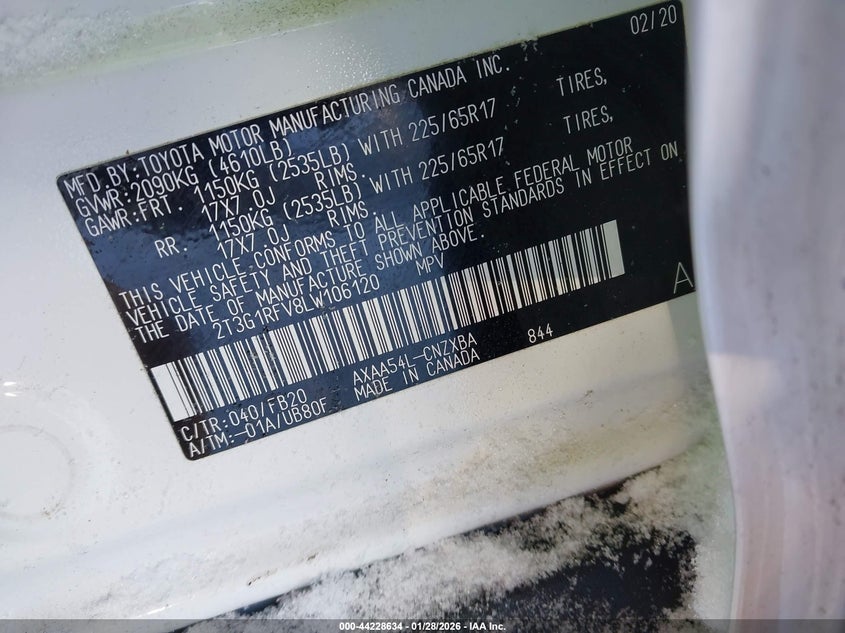 02/20
MFD.BY:TOYOTA MOTOR MANUFACTURING CANADA INC.
GVWR:2090KG (4610LB)
GAWR:FRT. 1150KG (2535LB) WITH 225/65R17 TIRES,
17X7.0J RIMS.
RR. 1150KG (2535LB) WITH 225/65R17 TIRES,
17X7.0J RIMS.
THIS VEHICLE CONFORMS TO ALL APPLICABLE FEDERAL MOTOR
VEHICLE SAFETY AND THEFT PREVENTION STANDARDS IN EFFECT ON
THE DATE OF MANUFACTURE SHOWN ABOVE.
2T3G1RFV8LW106120 MPV
A
C/TR:040/FB20 AXAA54L-CNZXBA 844
A/TM:-01A/UB80F MADE IN CANADA
000-44228634 | 01/28/2026 - IAA Inc.